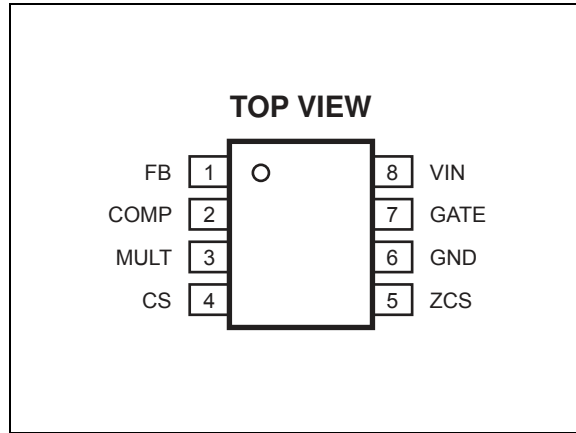 TOP VIEW
FB 1 8 VIN
COMP 2 7 GATE
MULT 3 6 GND
CS 4 5 ZCS